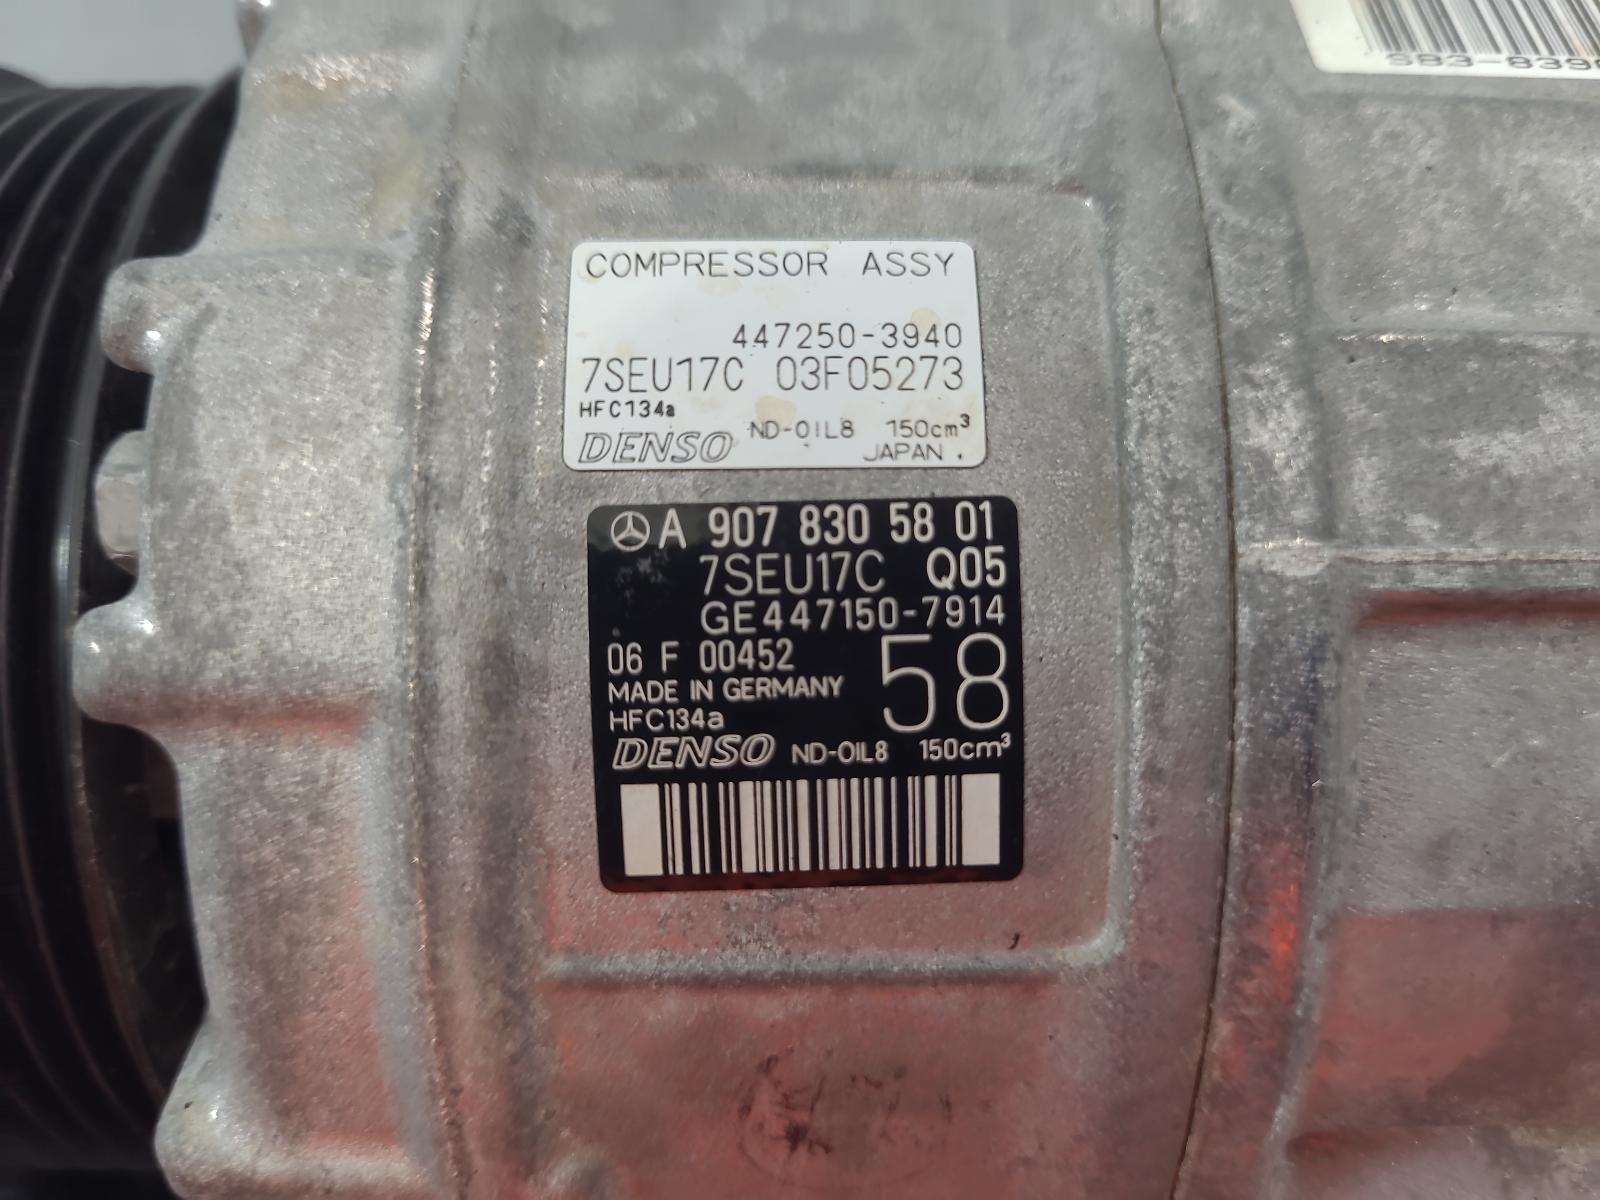 COMPRESSOR ASSY
447250-3940
7SEU17C 03F05273
HFC134a
DENSO ND-OIL8 150cm³
JAPAN.
A 907 830 58 01
7SEU17C Q05
GE447150-7914
06 F 00452 58
MADE IN GERMANY
HFC134a
DENSO ND-OIL8 150cm³